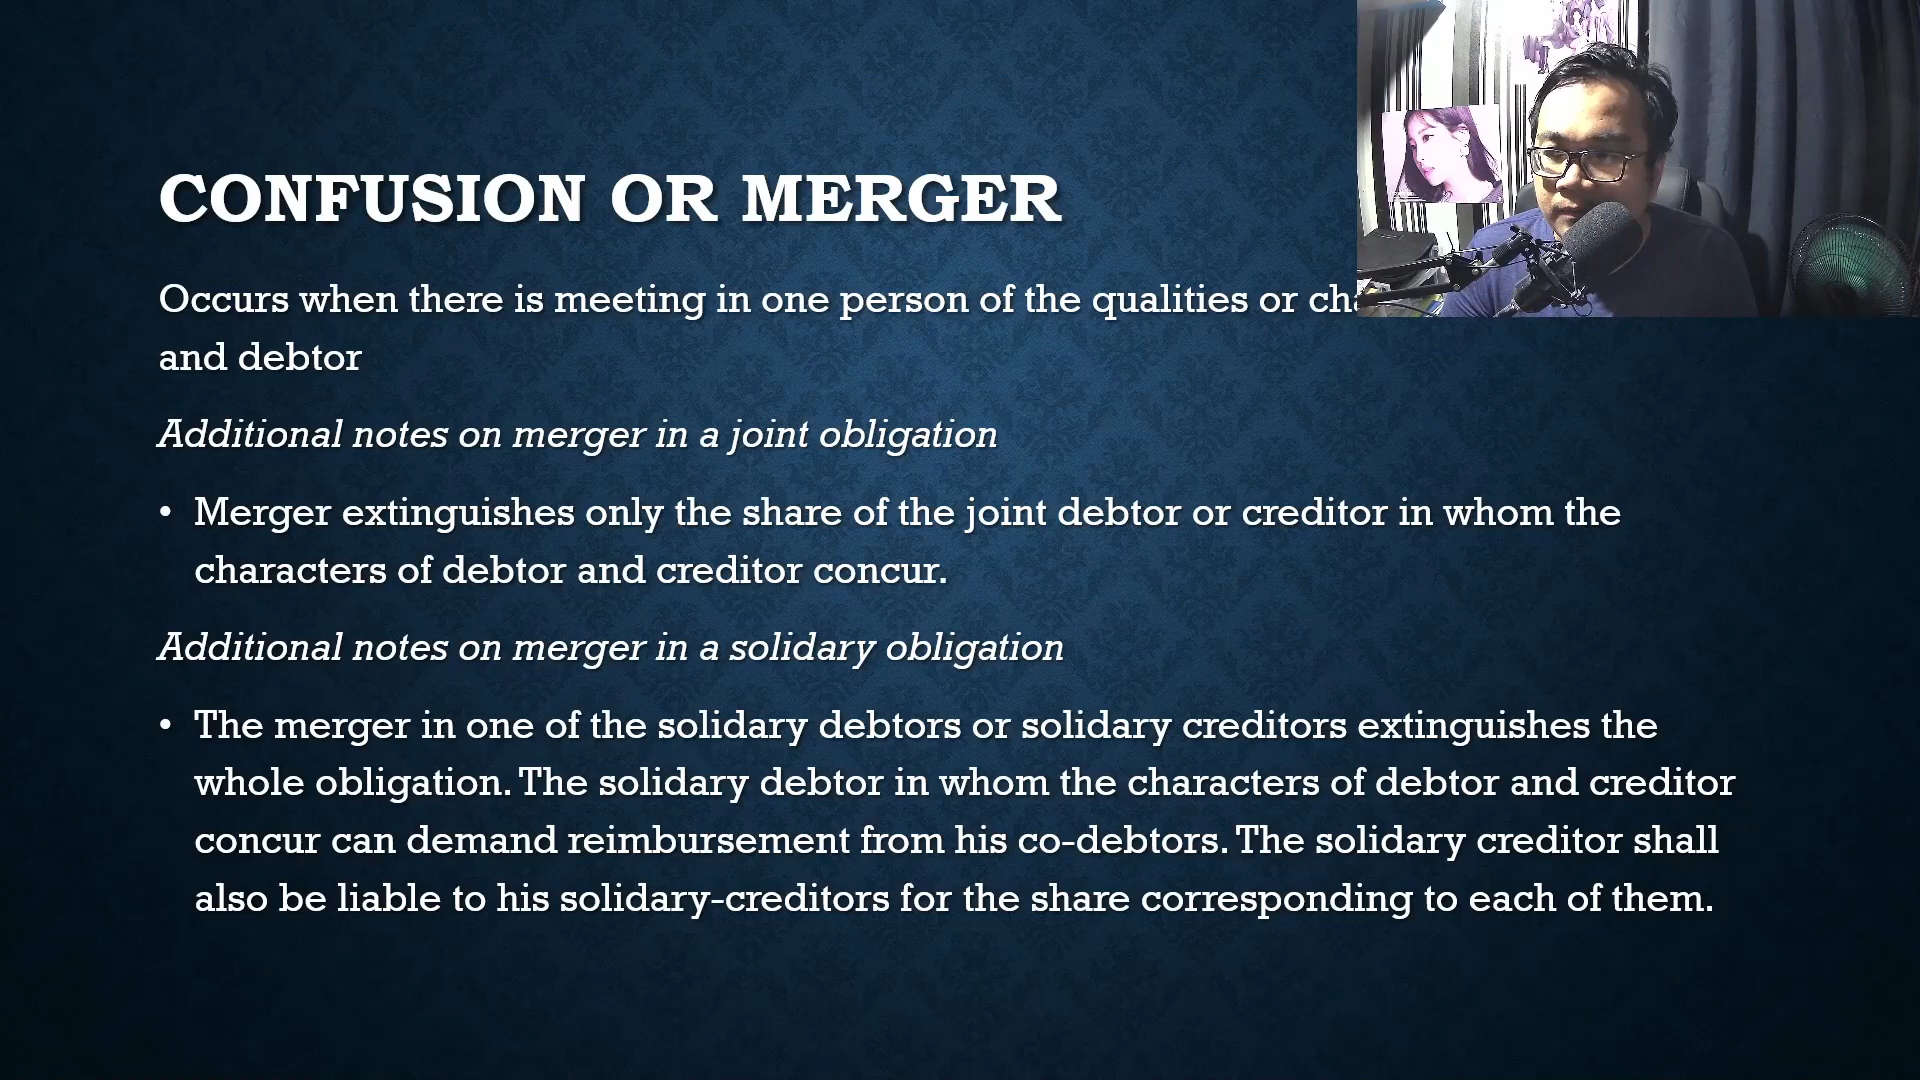 CONFUSION OR MERGER
Occurs when there is meeting in one person of the qualities or
and debtor
Additional notes on merger in a joint obligation
• Merger extinguishes only the share of the joint debtor or creditor in whom the
characters of debtor and creditor concur.
Additional notes on merger in a solidary obligation
• The merger in one of the solidary debtors or solidary creditors extinguishes the
whole obligation. The solidary debtor in whom the characters of debtor and creditor
concur can demand reimbursement from his co-debtors. The solidary creditor shall
also be liable to his solidary-creditors for the share corresponding to each of them.